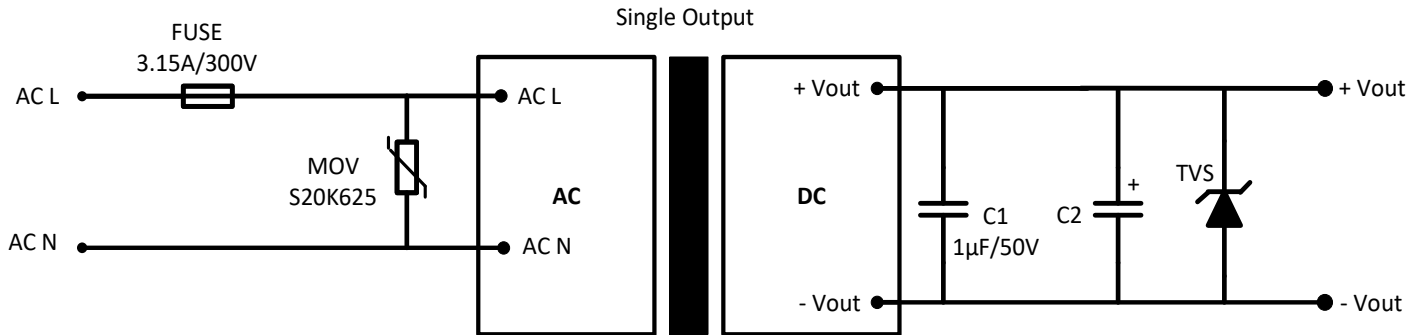 Single Output
FUSE
3.15A/300V
AC L
AC L
+ Vout
+ Vout
MOV
S20K625
AC
DC
TVS
+
C1
1µF/50V
C2
AC N
AC N
- Vout
- Vout